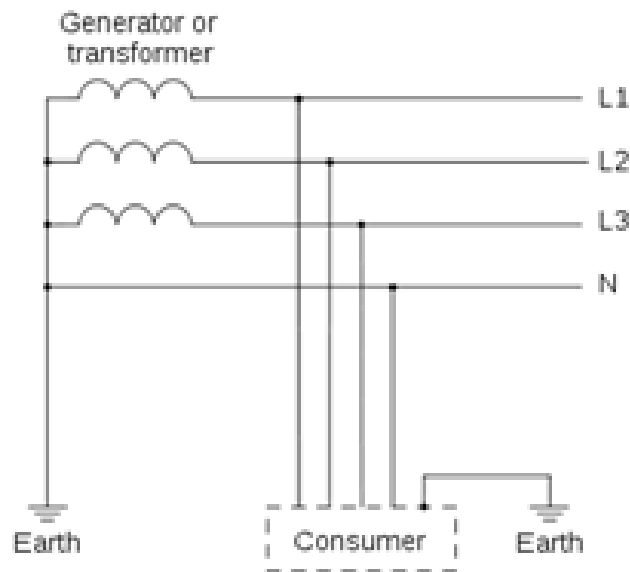 Generator or
transformer
L1
L2
L3
N
Earth
Consumer
Earth